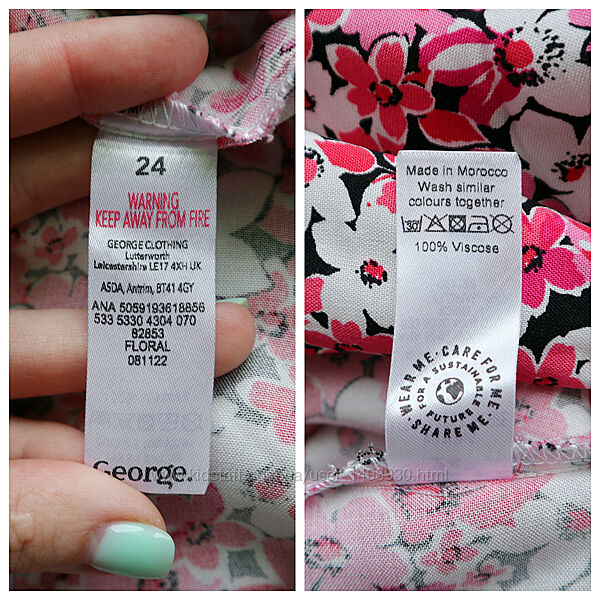 24
WARNING
KEEP AWAY FROM FIRE
GEORGE CLOTHING
Lutterworth
Leicestershire LE17 4XH UK
ASDA, Antrim, BT41 4GY
ANA 5059193618856
533 5330 4304 070
82853
FLORAL
081122
George.
Made in Morocco
Wash similar
colours together
30
100% Viscose
WEAR ME. CARE FOR ME. SHARE ME.
FOR A SUSTAINABLE FUTURE